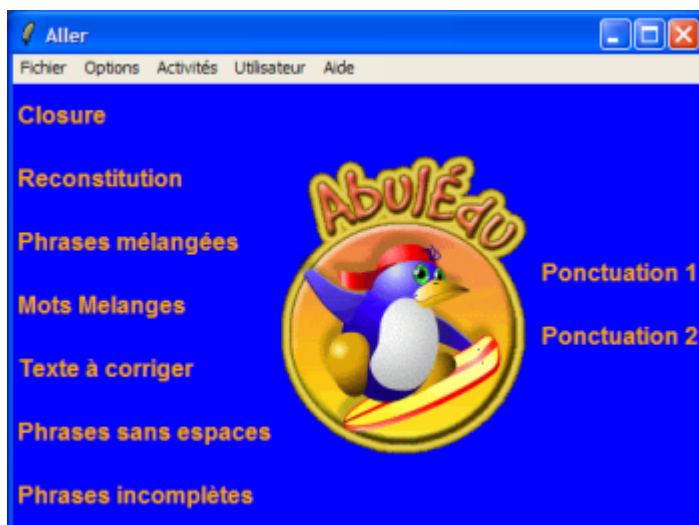 Aller
Fichier Options Activités Utilisateur Aide
Closure
Reconstitution
Phrases mélangées
Mots Melanges
Texte à corriger
Phrases sans espaces
Phrases incomplètes
AbulÉdu
Ponctuation 1
Ponctuation 2